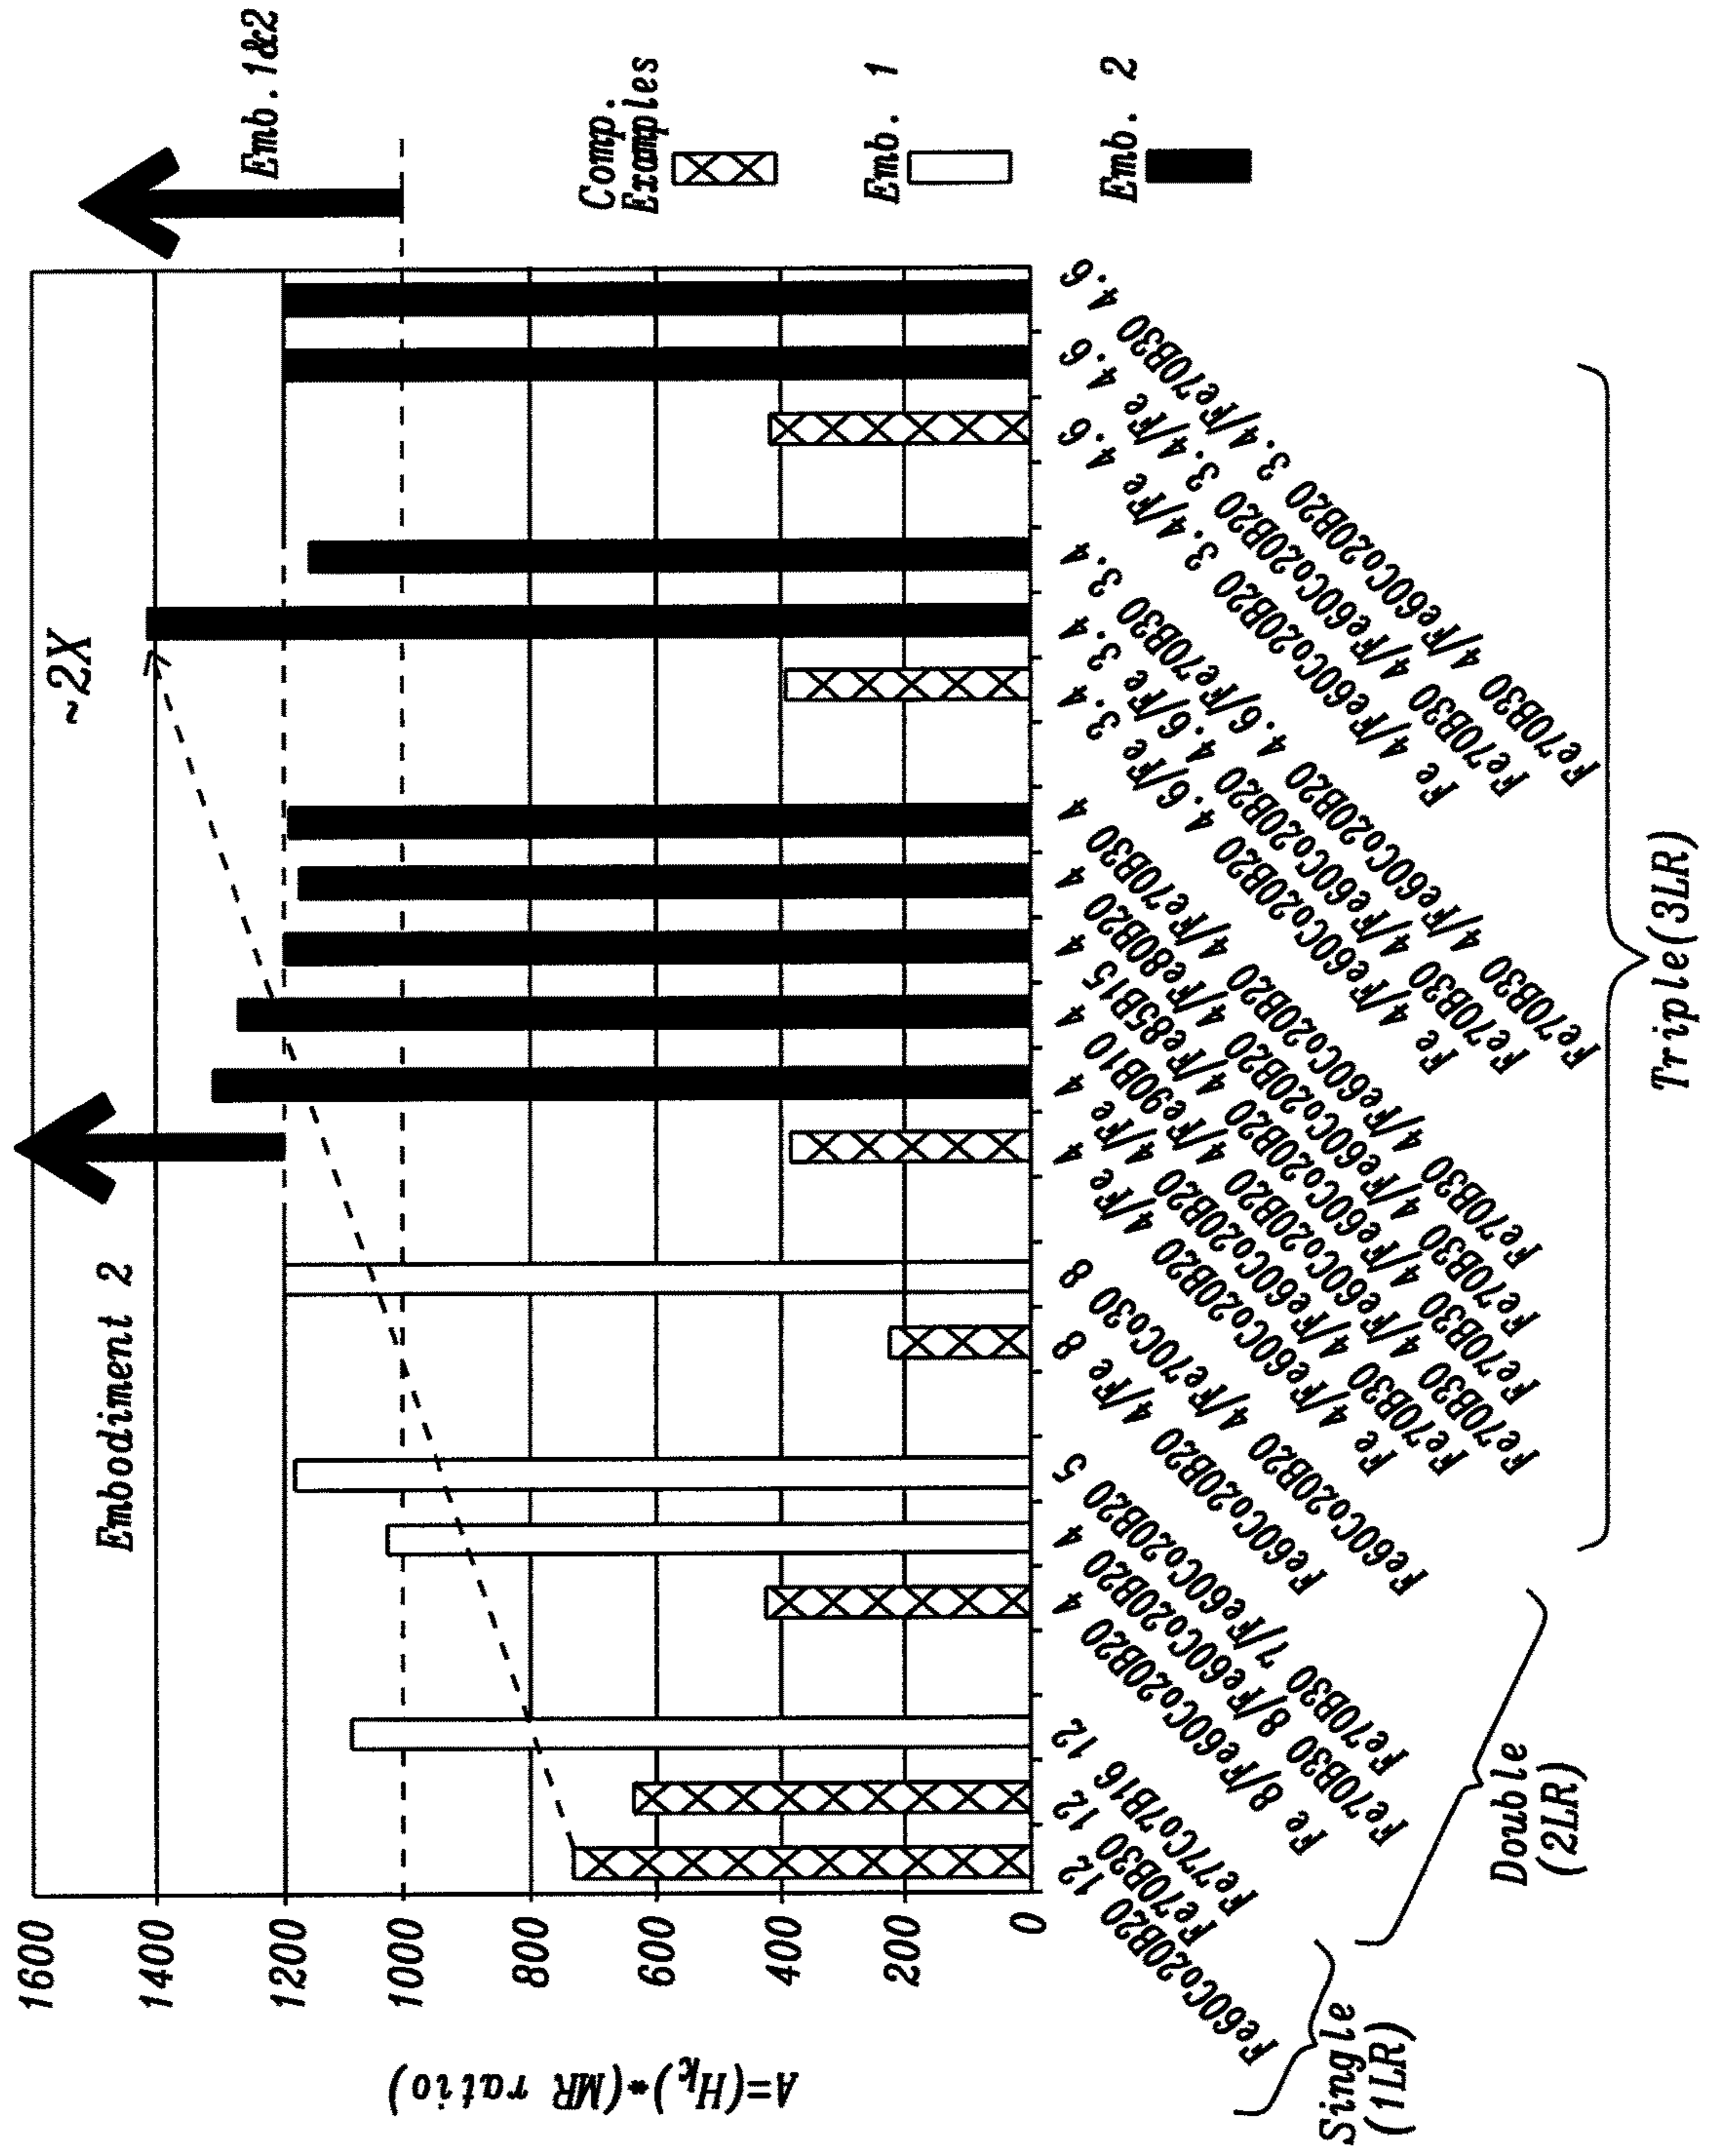 ~2X
Embodiment 2
Emb.1&2
1600
1400
1200
1000
800
600
400
200
0
A=(Hk)*(MR ratio)
Comp.
Examples
Emb. 1
Emb. 2
Fe60Co20B20 12
Fe70B30 12
Fe77Co7B16 12
Fe 8/Fe60Co20B20 4
Fe70B30 8/Fe60Co20B20 4
Fe70B30 7/Fe60Co20B20 5
Fe60Co20B20 4/Fe 8
Fe60Co20B20 4/Fe70Co30 8
Fe 4/Fe60Co20B20 4/Fe 4
Fe70B30 4/Fe60Co20B20 4/Fe 4
Fe70B30 4/Fe60Co20B20 4/Fe90B10 4
Fe70B30 4/Fe60Co20B20 4/Fe85B15 4
Fe70B30 4/Fe60Co20B20 4/Fe80B20 4
Fe70B30 4/Fe60Co20B20 4/Fe70B30 4
Fe 4/Fe60Co20B20 4.6/Fe 3.4
Fe70B30 4/Fe60Co20B20 4.6/Fe 3.4
Fe70B30 4/Fe60Co20B20 4.6/Fe70B30 3.4
Fe 4/Fe60Co20B20 3.4/Fe 4.6
Fe70B30 4/Fe60Co20B20 3.4/Fe 4.6
Fe70B30 4/Fe60Co20B20 3.4/Fe70B30 4.6
Single
(1LR)
Double
(2LR)
Triple(3LR)